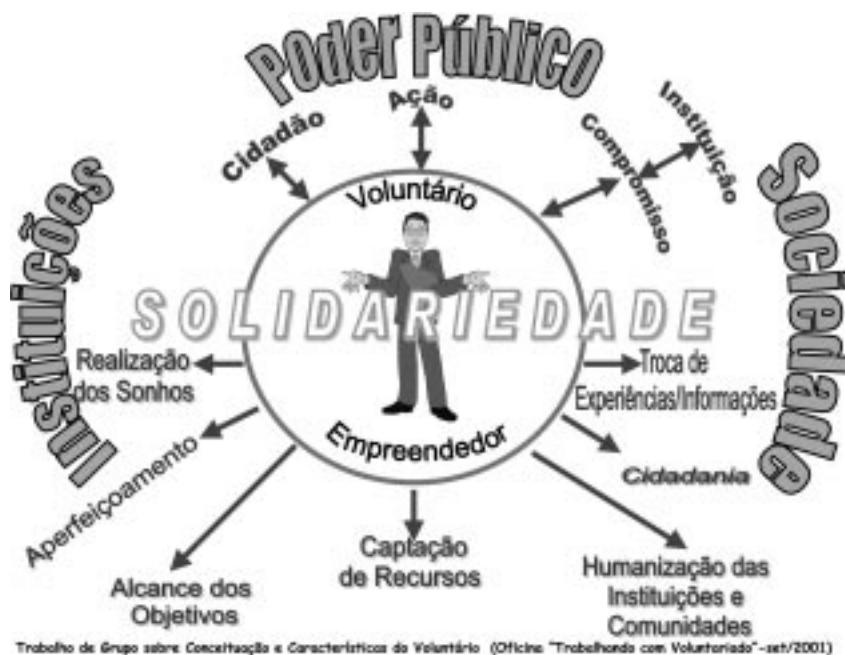 Poder Público
Instituições
Sociedade
Cidadão
Ação
Compromisso
Instituição
Voluntário
SOLIDARIEDADE
Empreendedor
Realização
dos Sonhos
Troca de
Experiências/Informações
Aperfeiçoamento
Cidadania
Alcance dos
Objetivos
Captação
de Recursos
Humanização das
Instituições e
Comunidades
Trabalho de Grupo sobre Conceituação e Características do Voluntário (Oficina "Trabalhando com Voluntariado"-set/2001)